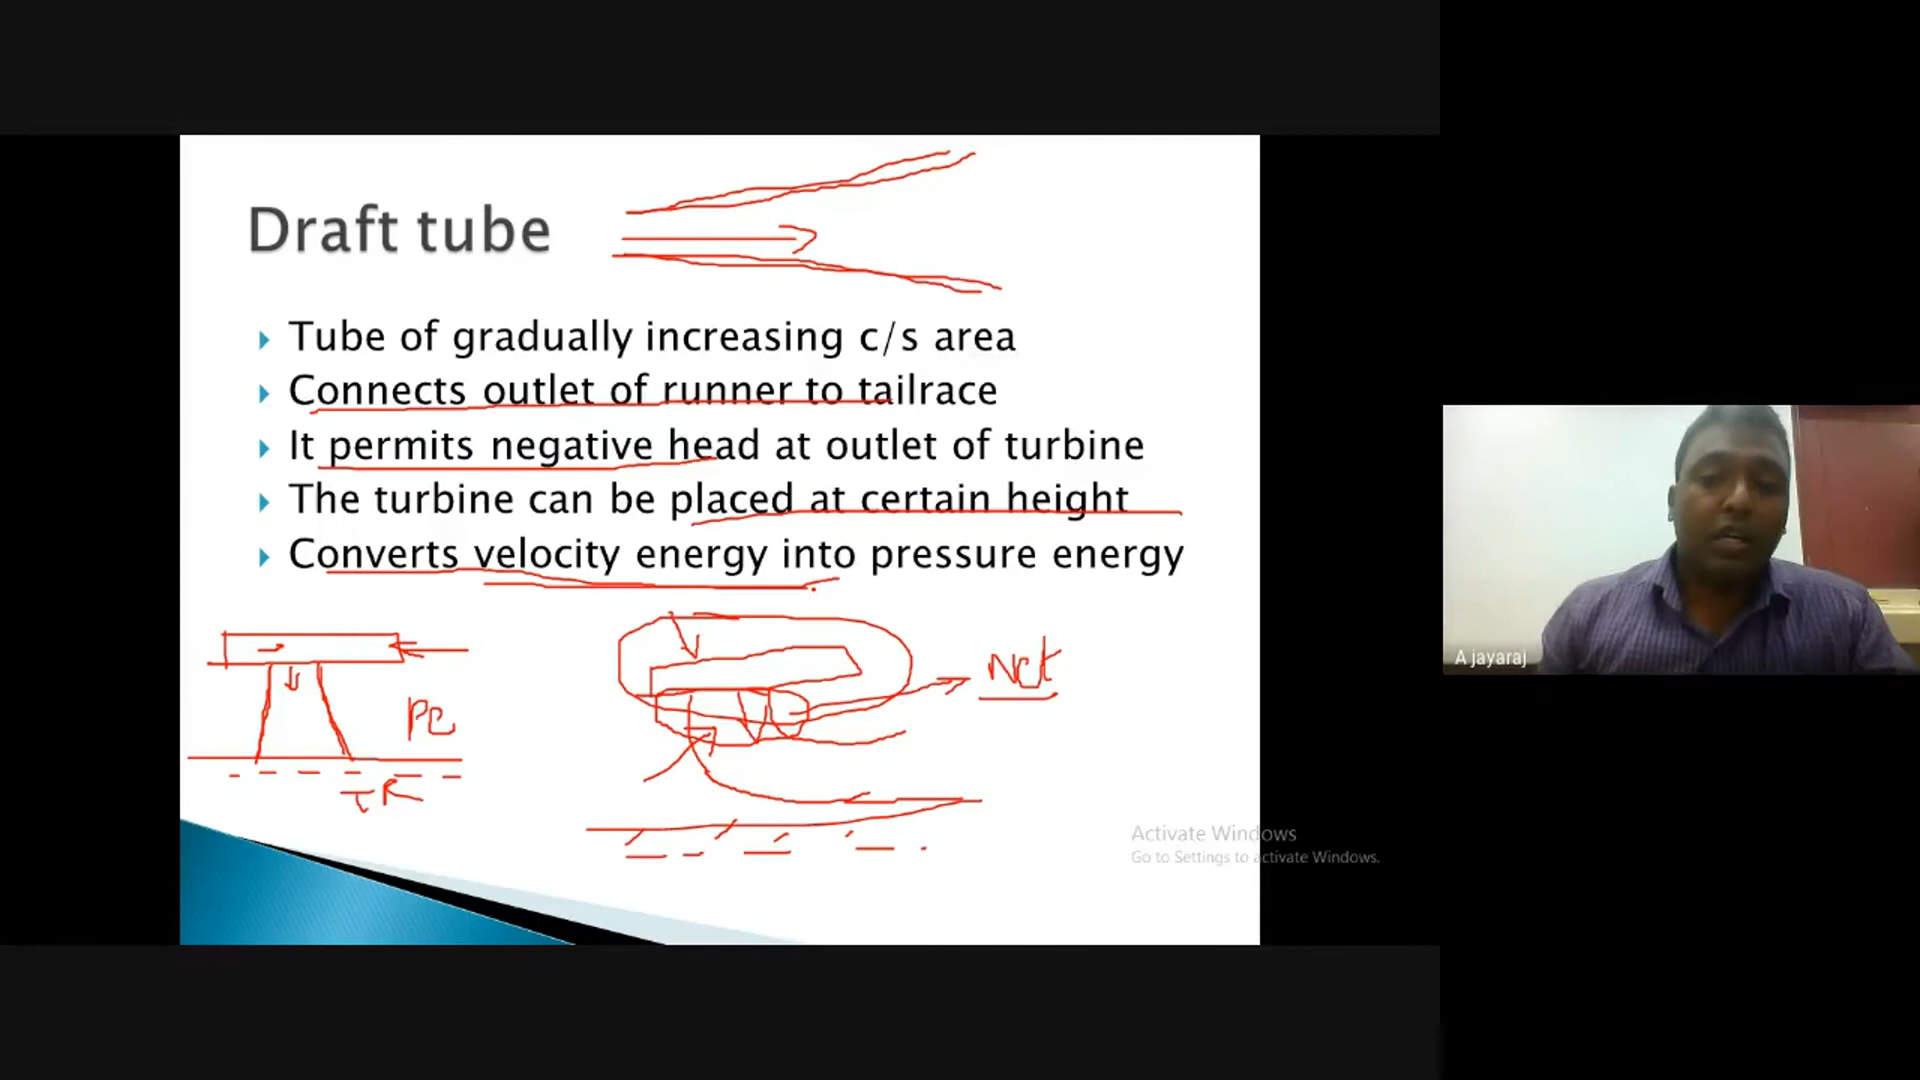 Draft tube
Tube of gradually increasing c/s area
Connects outlet of runner to tailrace
It permits negative head at outlet of turbine
The turbine can be placed at certain height
Converts velocity energy into pressure energy
TR
A jayaraj
Activate Windows
Go to Settings to activate Windows.